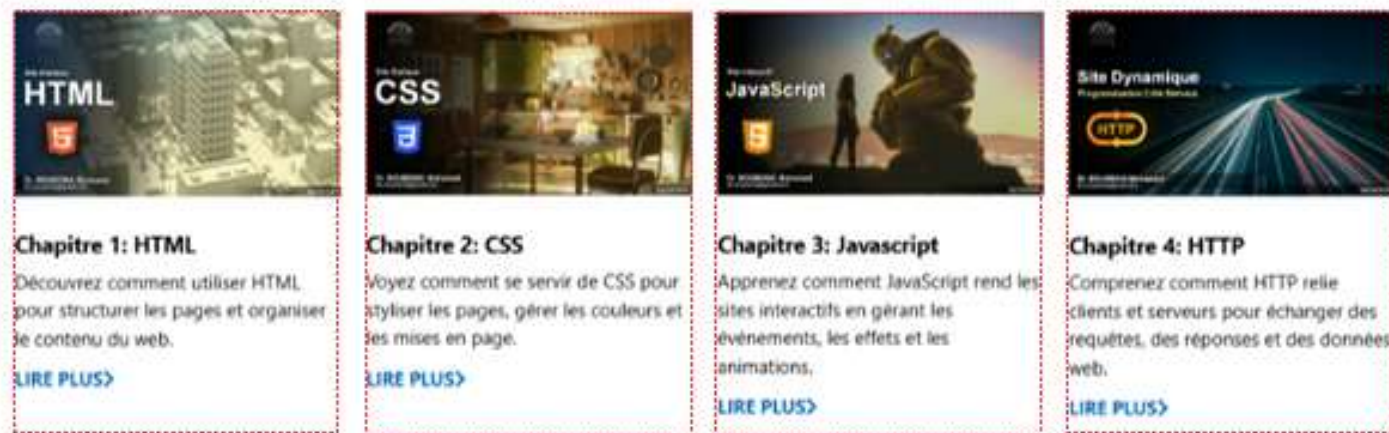 HTML
Chapitre 1: HTML
Découvrez comment utiliser HTML
pour structurer les pages et organiser
le contenu du web.
LIRE PLUS>
CSS
Chapitre 2: CSS
Voyez comment se servir de CSS pour
styliser les pages, gérer les couleurs et
les mises en page.
LIRE PLUS>
JavaScript
Chapitre 3: Javascript
Apprenez comment JavaScript rend les
sites interactifs en gérant les
événements, les effets et les
animations.
LIRE PLUS>
Site Dynamique
Programmation Côté Serveur
HTTP
Chapitre 4: HTTP
Comprenez comment HTTP relie
clients et serveurs pour échanger des
requêtes, des réponses et des données
web.
LIRE PLUS>